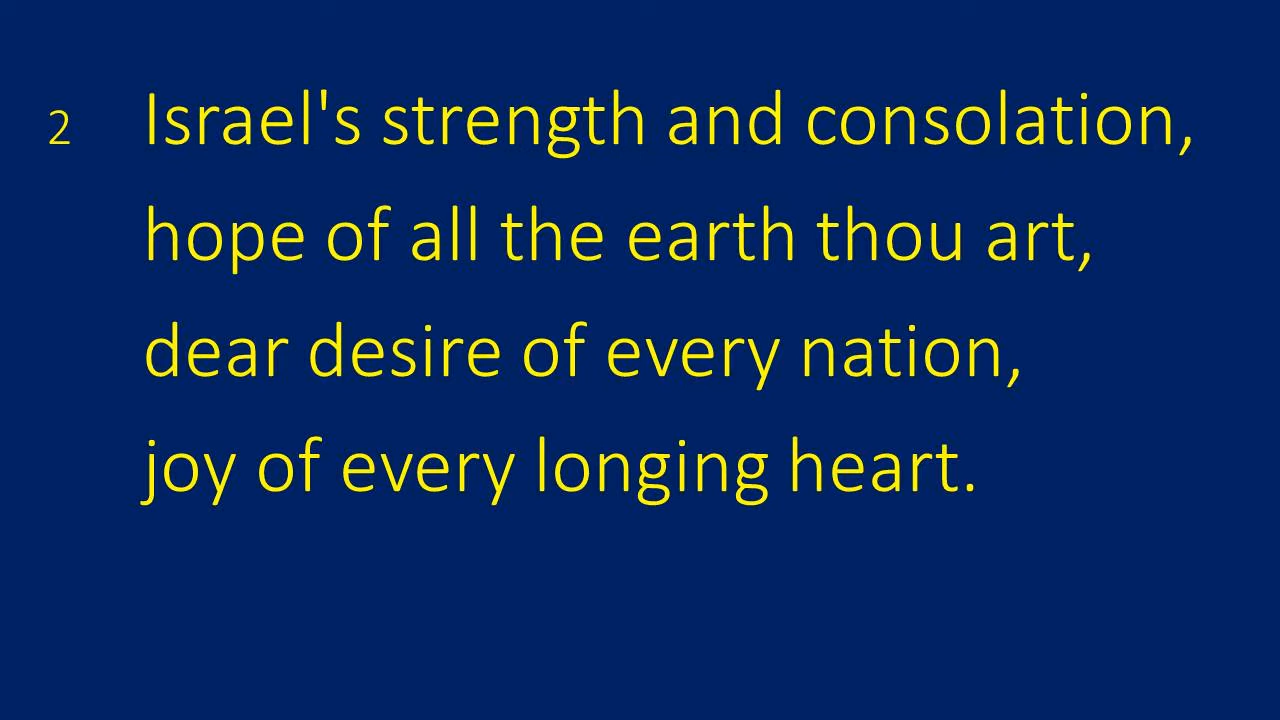 2 Israel's strength and consolation,
hope of all the earth thou art,
dear desire of every nation,
joy of every longing heart.